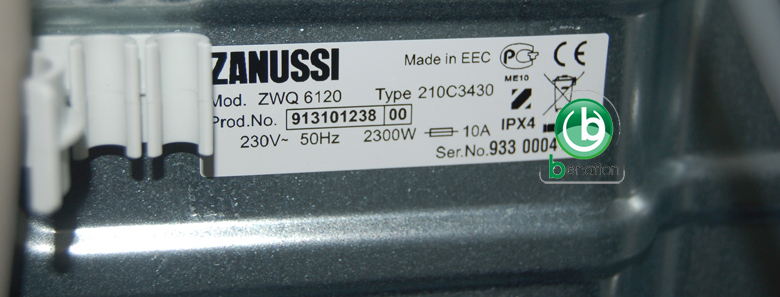 ZANUSSI Made in EEC CE
Mod. ZWQ 6120 Type 210C3430 ME10
Prod.No. 913101238 00 IPX4
230V~ 50Hz 2300W 10A
Ser.No. 933 0004
b